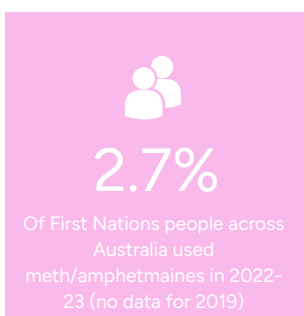 2.7%
Of First Nations people across
Australia used
meth/amphetmaines in 2022-
23 (no data for 2019)